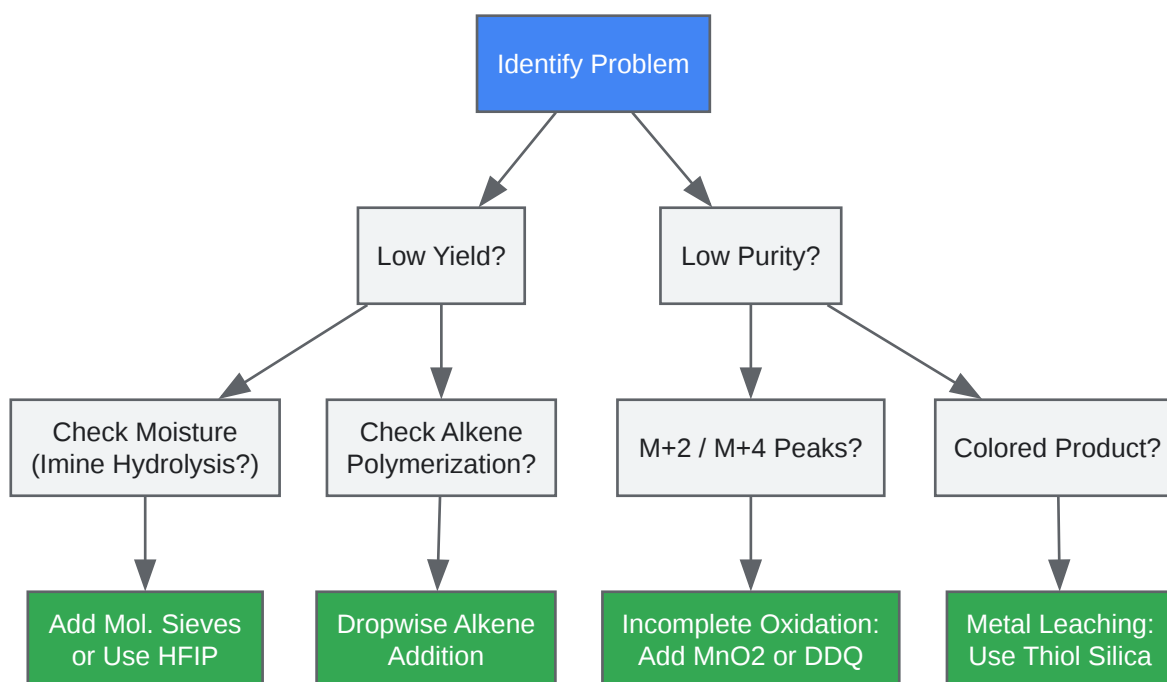 Identify Problem
Low Yield?
Low Purity?
Check Moisture
(Imine Hydrolysis?)
Check Alkene
Polymerization?
M+2 / M+4 Peaks?
Colored Product?
Add Mol. Sieves
or Use HFIP
Dropwise Alkene
Addition
Incomplete Oxidation:
Add MnO2 or DDQ
Metal Leaching:
Use Thiol Silica